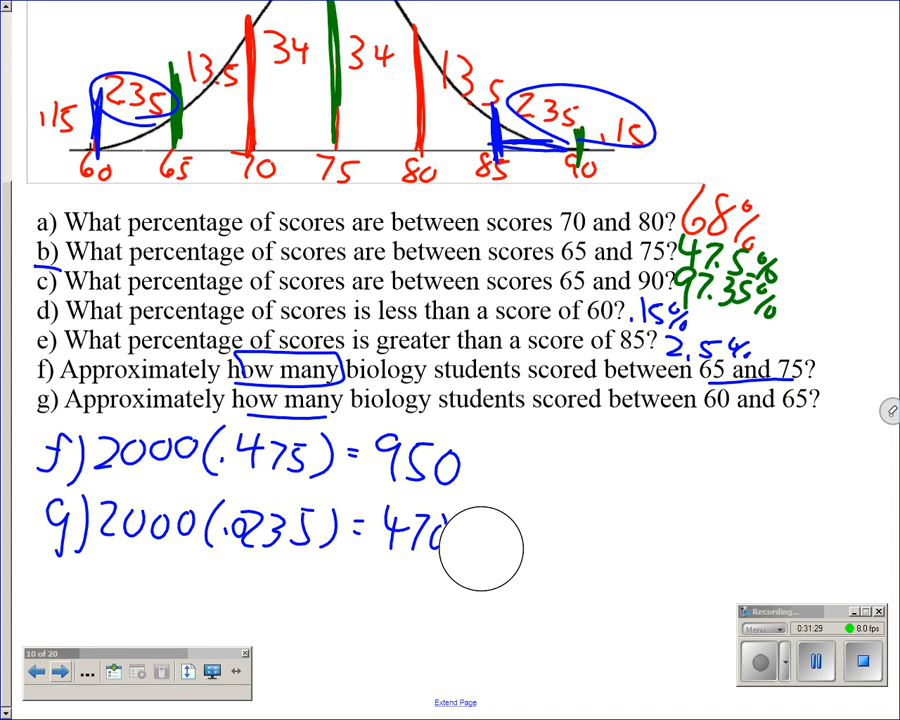 .15 235 13.5 34 34 13.5 235 .15
60 65 70 75 80 85 90
a) What percentage of scores are between scores 70 and 80? 68%
b) What percentage of scores are between scores 65 and 75? 47.5%
c) What percentage of scores are between scores 65 and 90? 97.35%
d) What percentage of scores is less than a score of 60? .15%
e) What percentage of scores is greater than a score of 85? 2.5%
f) Approximately how many biology students scored between 65 and 75?
g) Approximately how many biology students scored between 60 and 65?
f) 2000(.475) = 950
g) 2000(.0235) = 470
Recording...
Menu 0:31:29 8.0 fps
10 of 20
Extend Page